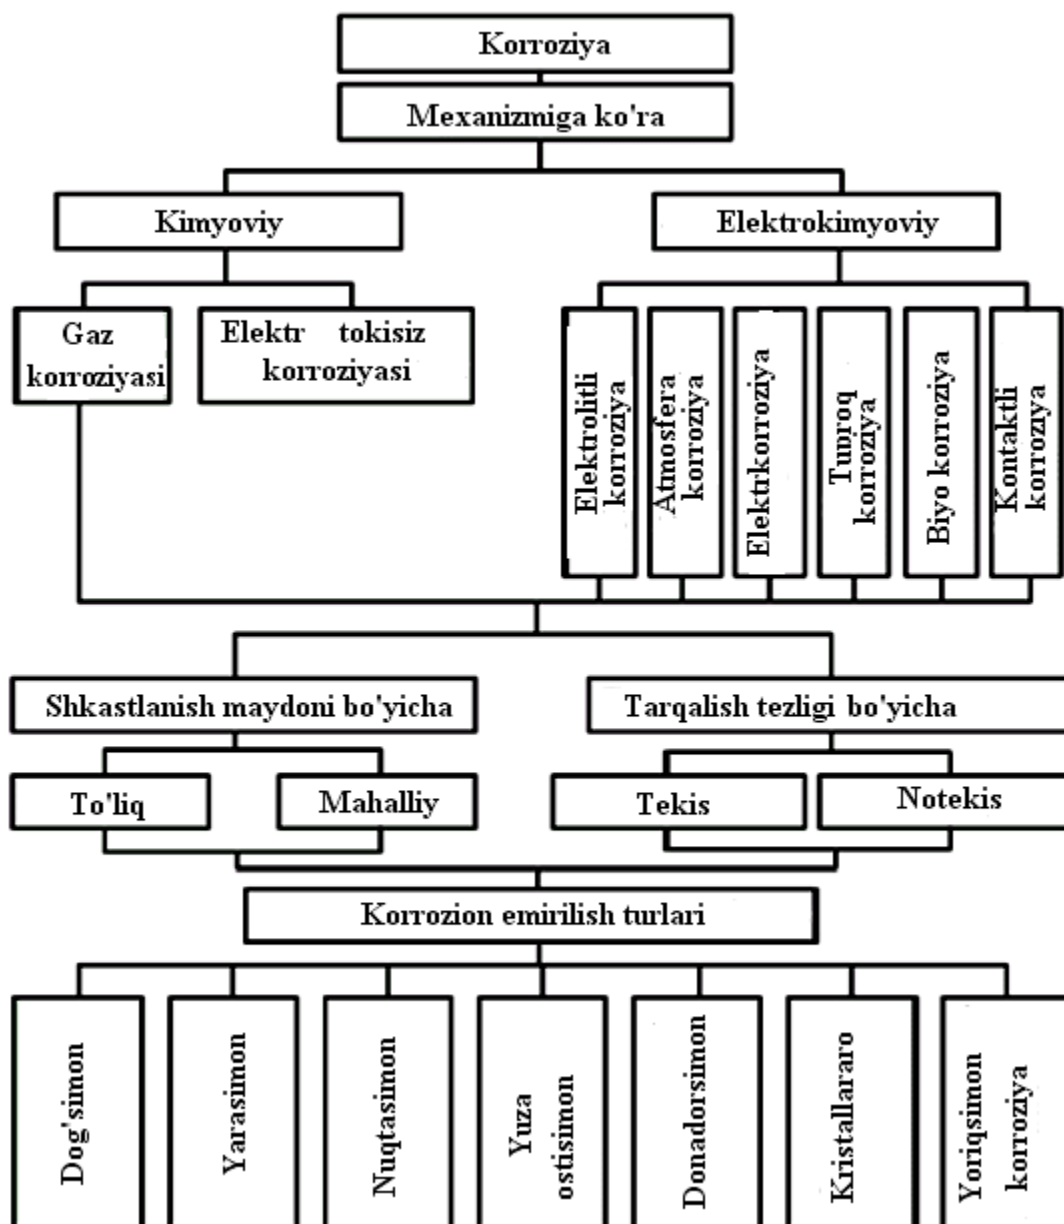 Korroziya
Mexanizmiga ko'ra
Kimyoviy
Elektrokimyoviy
Gaz
korroziyasi
Elektr tokisiz
korroziyasi
Elektrolitli
korroziya
Atmosfera
korroziya
Elektrkorroziya
Tuproq
korroziya
Biyo korroziya
Kontaktli
korroziya
Shkastlanish maydoni bo'yicha
Tarqalish tezligi bo'yicha
To'liq
Mahalliy
Tekis
Notekis
Korrozion emirilish turlari
Dog'simon
Yarasimon
Nuqtasimon
Yuza
ostisimon
Donadorsimon
Kristallararo
Yoriqsimon
korroziya